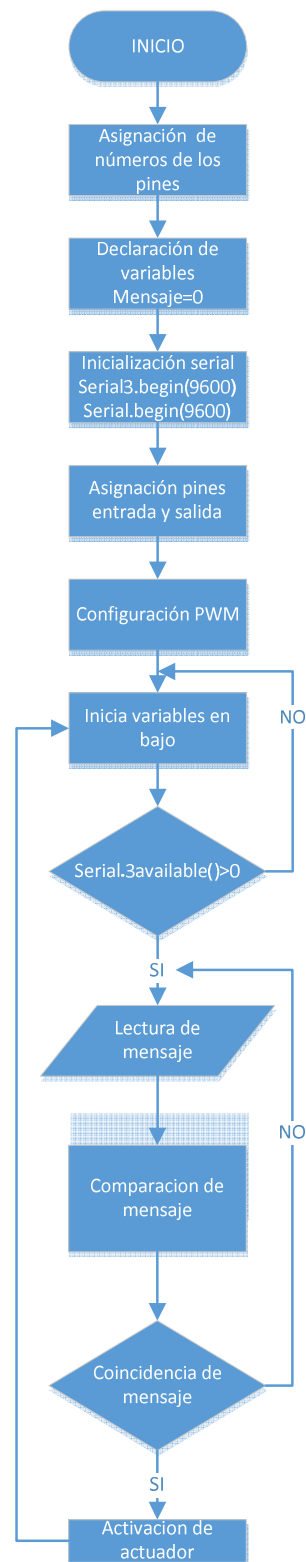 INICIO
Asignación de
números de los
pines
Declaración de
variables
Mensaje=0
Inicialización serial
Serial3.begin(9600)
Serial.begin(9600)
Asignación pines
entrada y salida
Configuración PWM
Inicia variables en
bajo
NO
Serial.3available()>0
SI
Lectura de
mensaje
NO
Comparacion de
mensaje
Coincidencia de
mensaje
SI
Activacion de
actuador